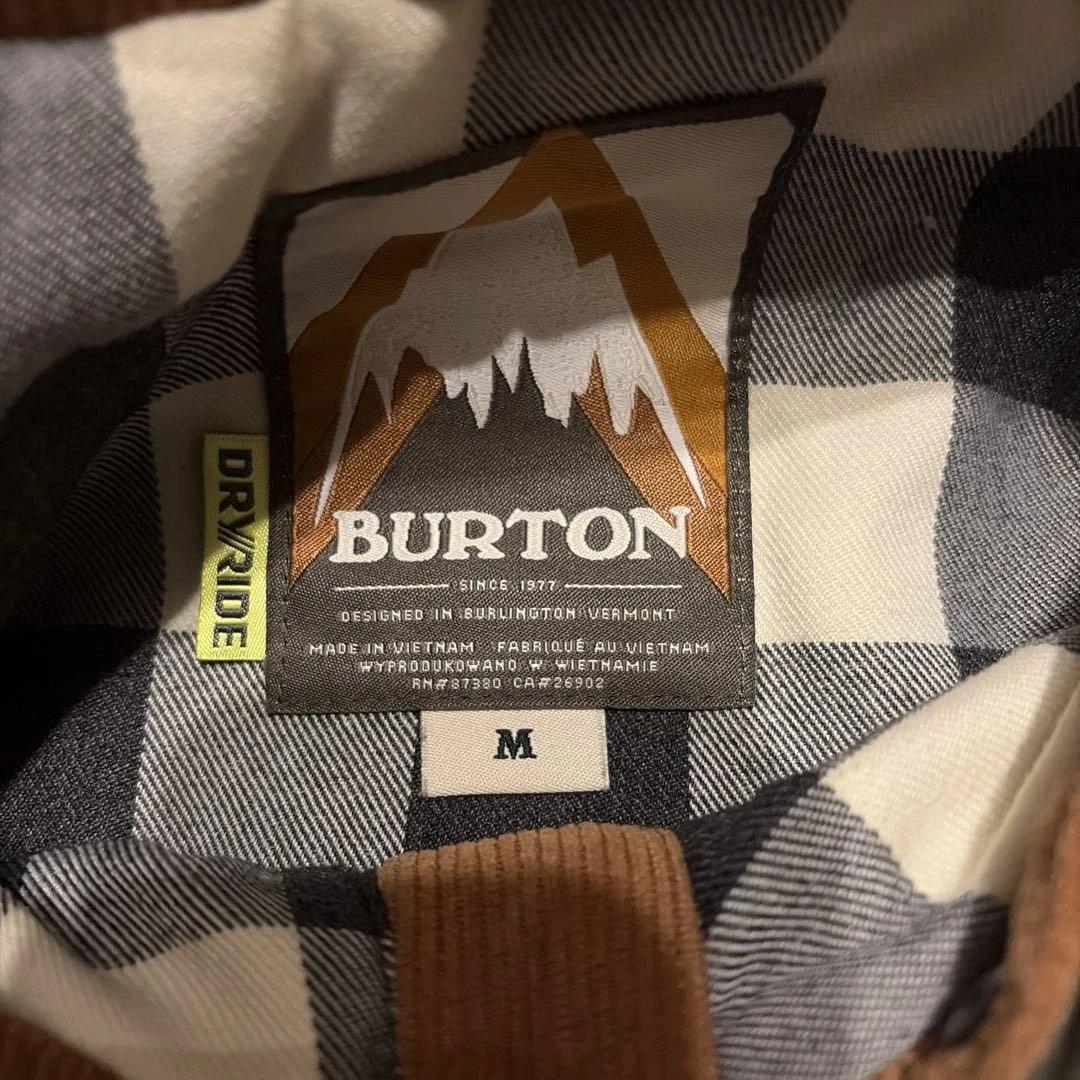 DRY//RIDE
BURTON
SINCE 1977
DESIGNED IN BURLINGTON VERMONT
MADE IN VIETNAM FABRIQUÉ AU VIETNAM
WYPRODUKOWANO W WIETNAMIE
RN#87380 CA#26902
M